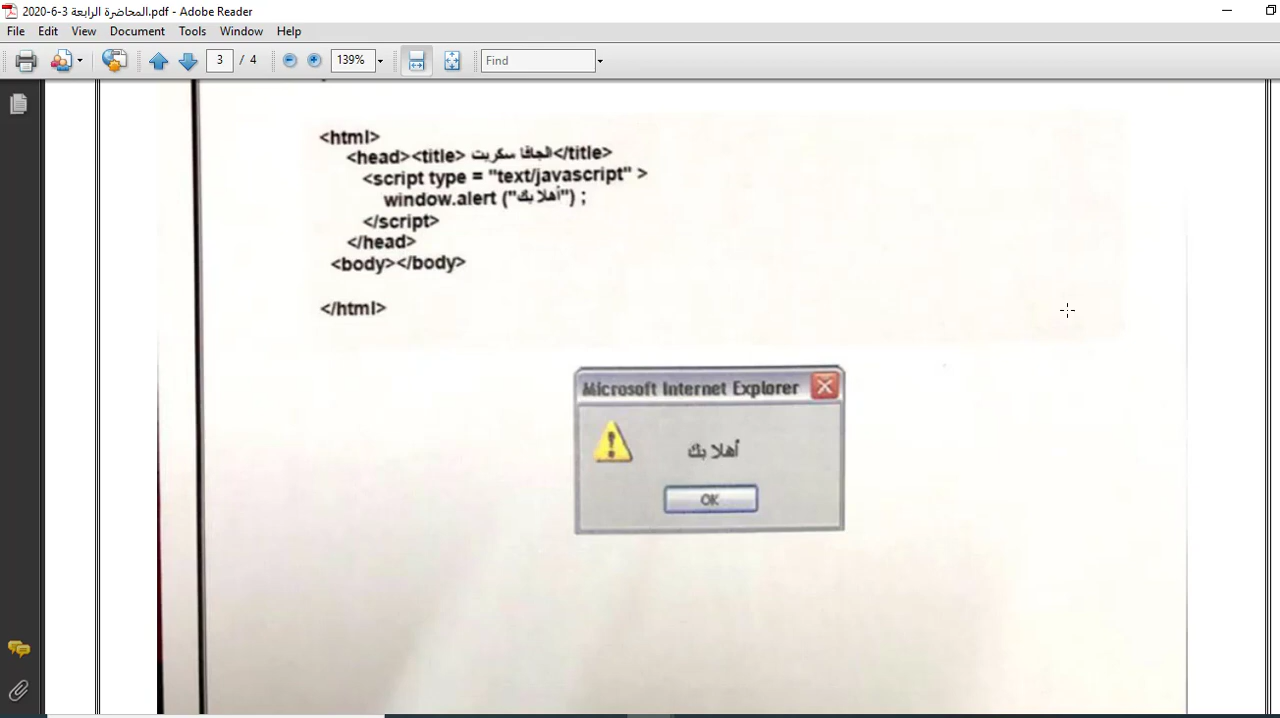 المحاضرة الرابعة 3-6-2020.pdf - Adobe Reader
File Edit View Document Tools Window Help
3 / 4 139% Find
<html>
<head><title> الجافا سكريت</title>
<script type = "text/javascript" >
window.alert ("أهلا بك") ;
</script>
</head>
<body></body>
</html>
Microsoft Internet Explorer
أهلا بك
OK